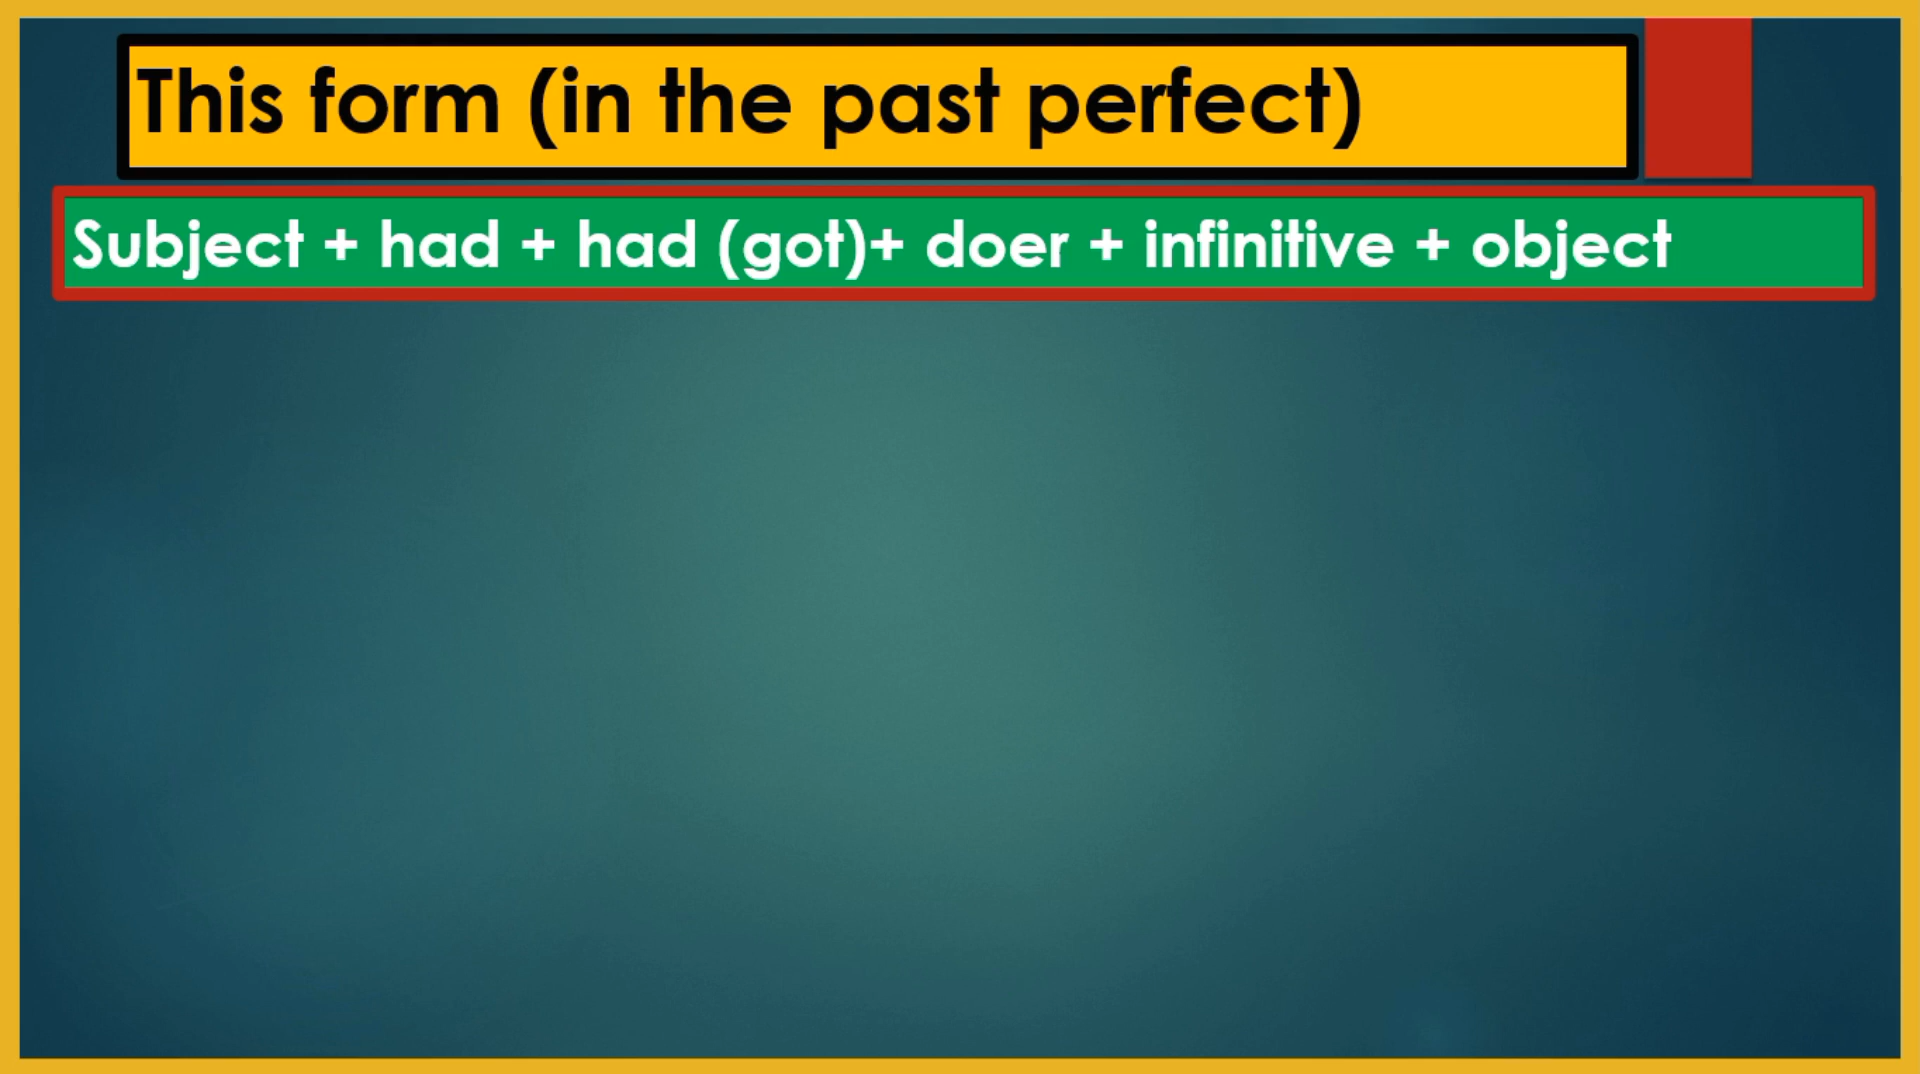 This form (in the past perfect)
Subject + had + had (got)+ doer + infinitive + object